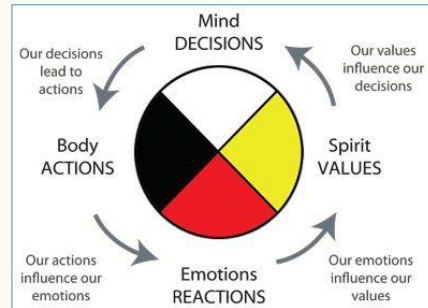 Mind
DECISIONS
Our decisions
lead to
actions
Our values
influence our
decisions
Body
ACTIONS
Spirit
VALUES
Our actions
influence our
emotions
Emotions
REACTIONS
Our emotions
influence our
values